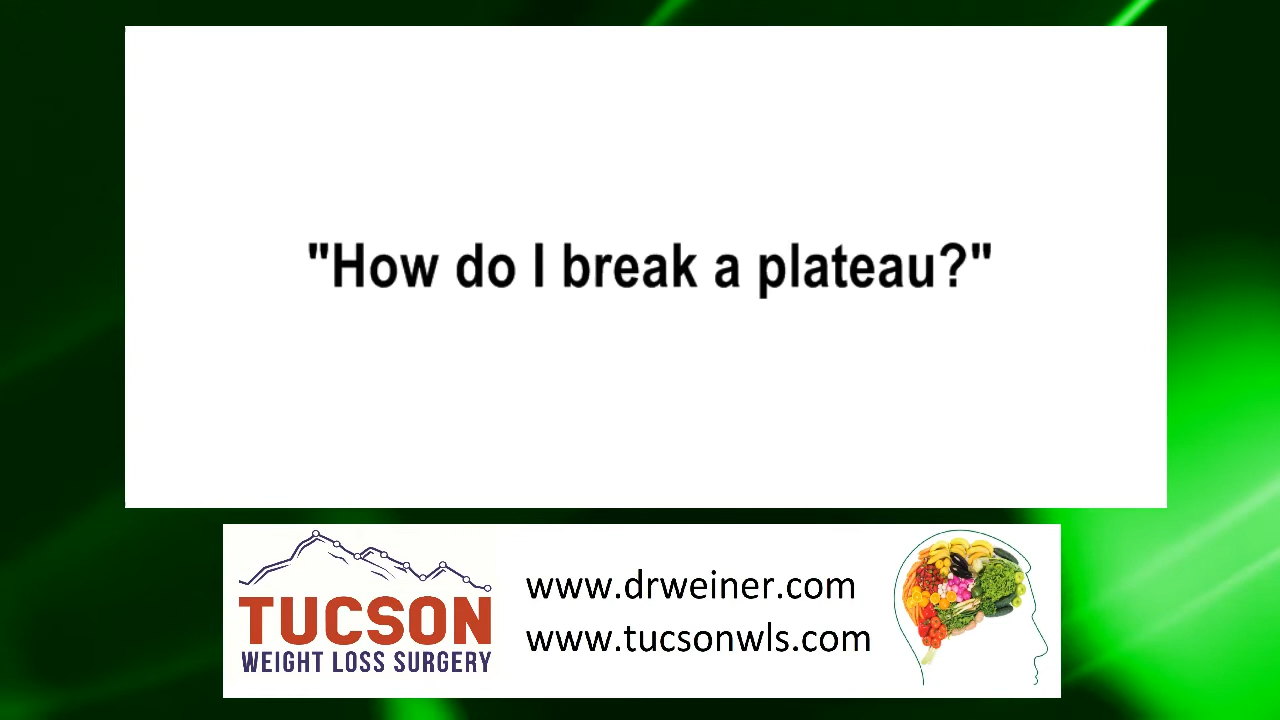 "How do I break a plateau?"
TUCSON
WEIGHT LOSS SURGERY
www.drweiner.com
www.tucsonwls.com